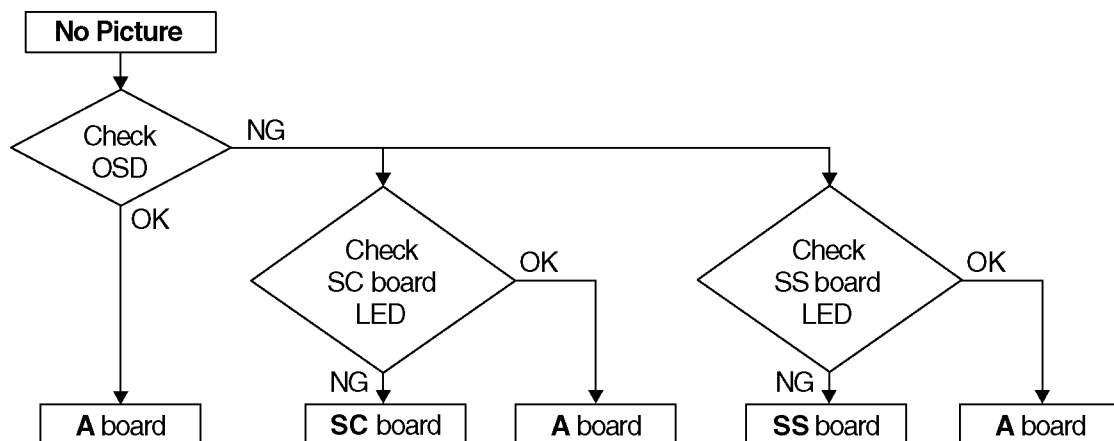 No Picture
Check
OSD
NG
OK
Check
SC board
LED
OK
NG
Check
SS board
LED
OK
NG
A board
SC board
A board
SS board
A board